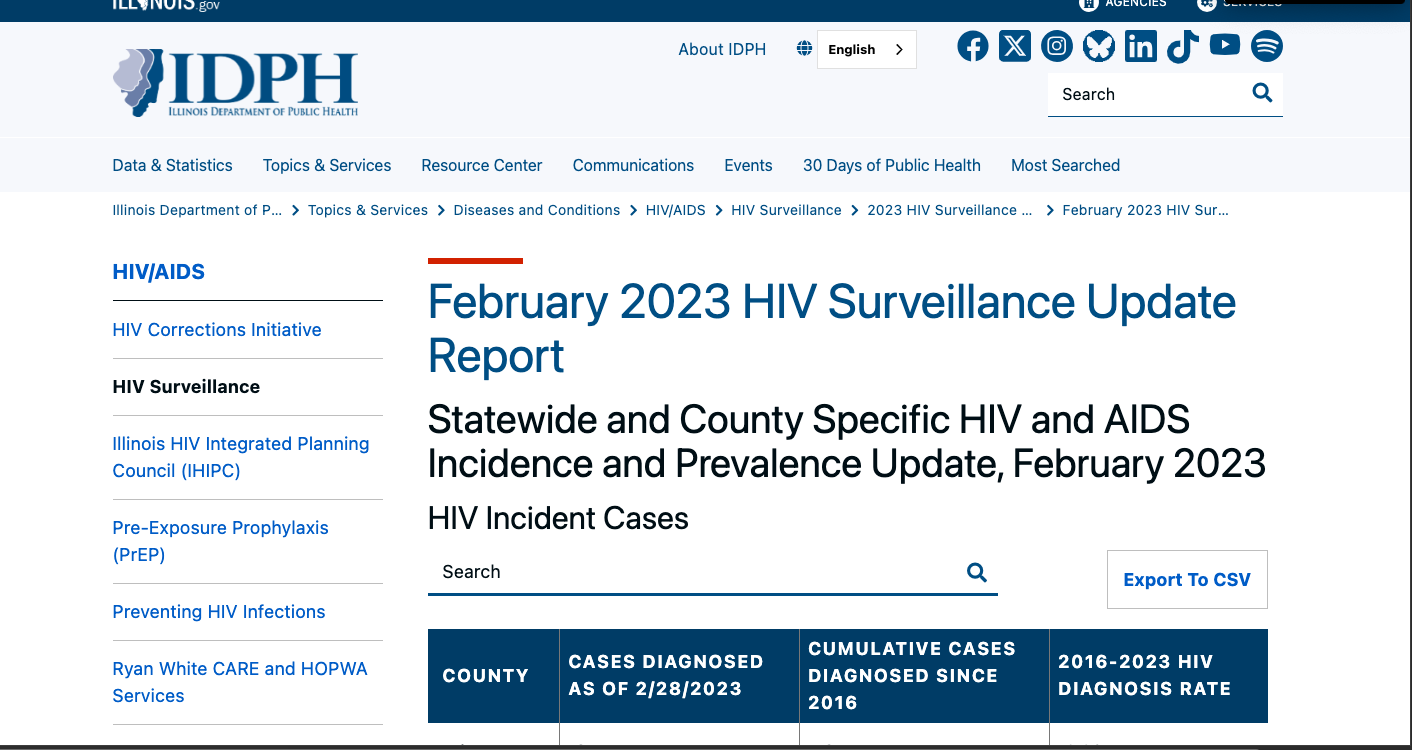 ILLINOIS.gov
AGENCIES
SERVICES
IDPH
ILLINOIS DEPARTMENT OF PUBLIC HEALTH
About IDPH
English
Search
Data & Statistics
Topics & Services
Resource Center
Communications
Events
30 Days of Public Health
Most Searched
Illinois Department of P... > Topics & Services > Diseases and Conditions > HIV/AIDS > HIV Surveillance > 2023 HIV Surveillance ... > February 2023 HIV Sur...
HIV/AIDS
HIV Corrections Initiative
HIV Surveillance
Illinois HIV Integrated Planning
Council (IHIPC)
Pre-Exposure Prophylaxis
(PrEP)
Preventing HIV Infections
Ryan White CARE and HOPWA
Services
February 2023 HIV Surveillance Update
Report
Statewide and County Specific HIV and AIDS
Incidence and Prevalence Update, February 2023
HIV Incident Cases
Search
Export To CSV
COUNTY
CASES DIAGNOSED
AS OF 2/28/2023
CUMULATIVE CASES
DIAGNOSED SINCE
2016
2016-2023 HIV
DIAGNOSIS RATE